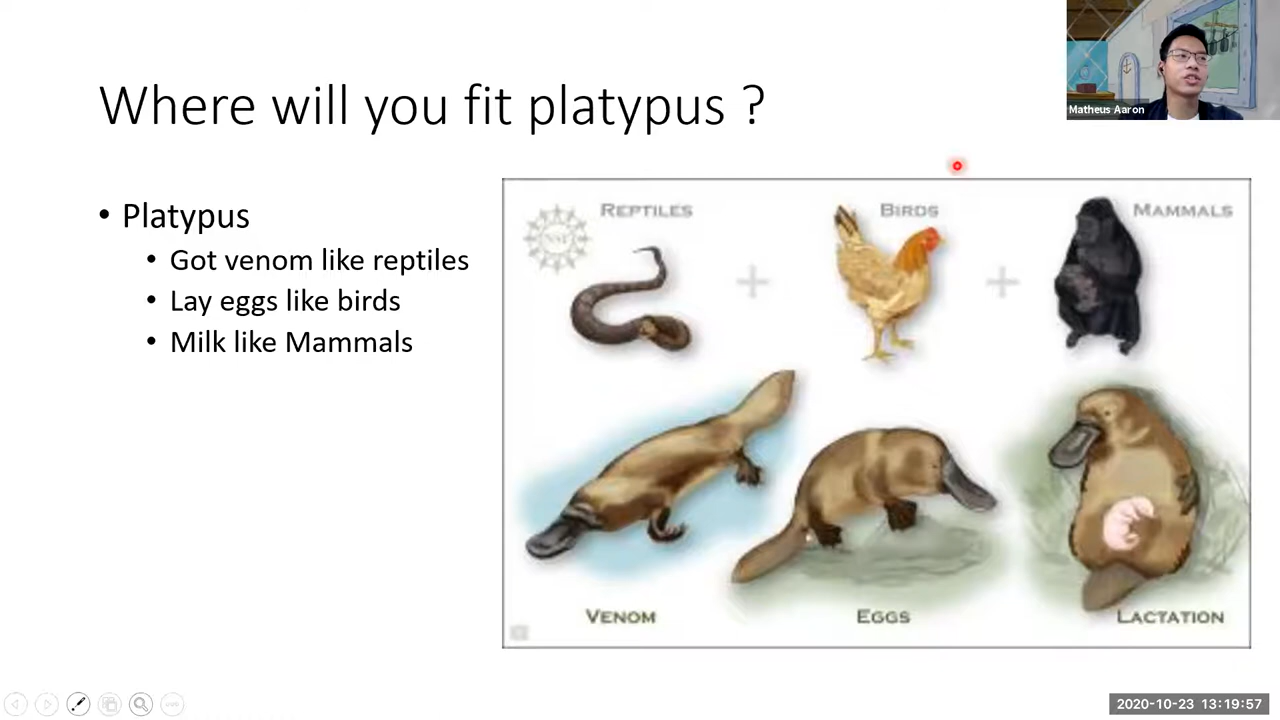 Matheus Aaron
Where will you fit platypus ?
• Platypus
• Got venom like reptiles
• Lay eggs like birds
• Milk like Mammals
REPTILES
BIRDS
MAMMALS
NSF
+
+
VENOM
EGGS
LACTATION
2020-10-23 13:19:57